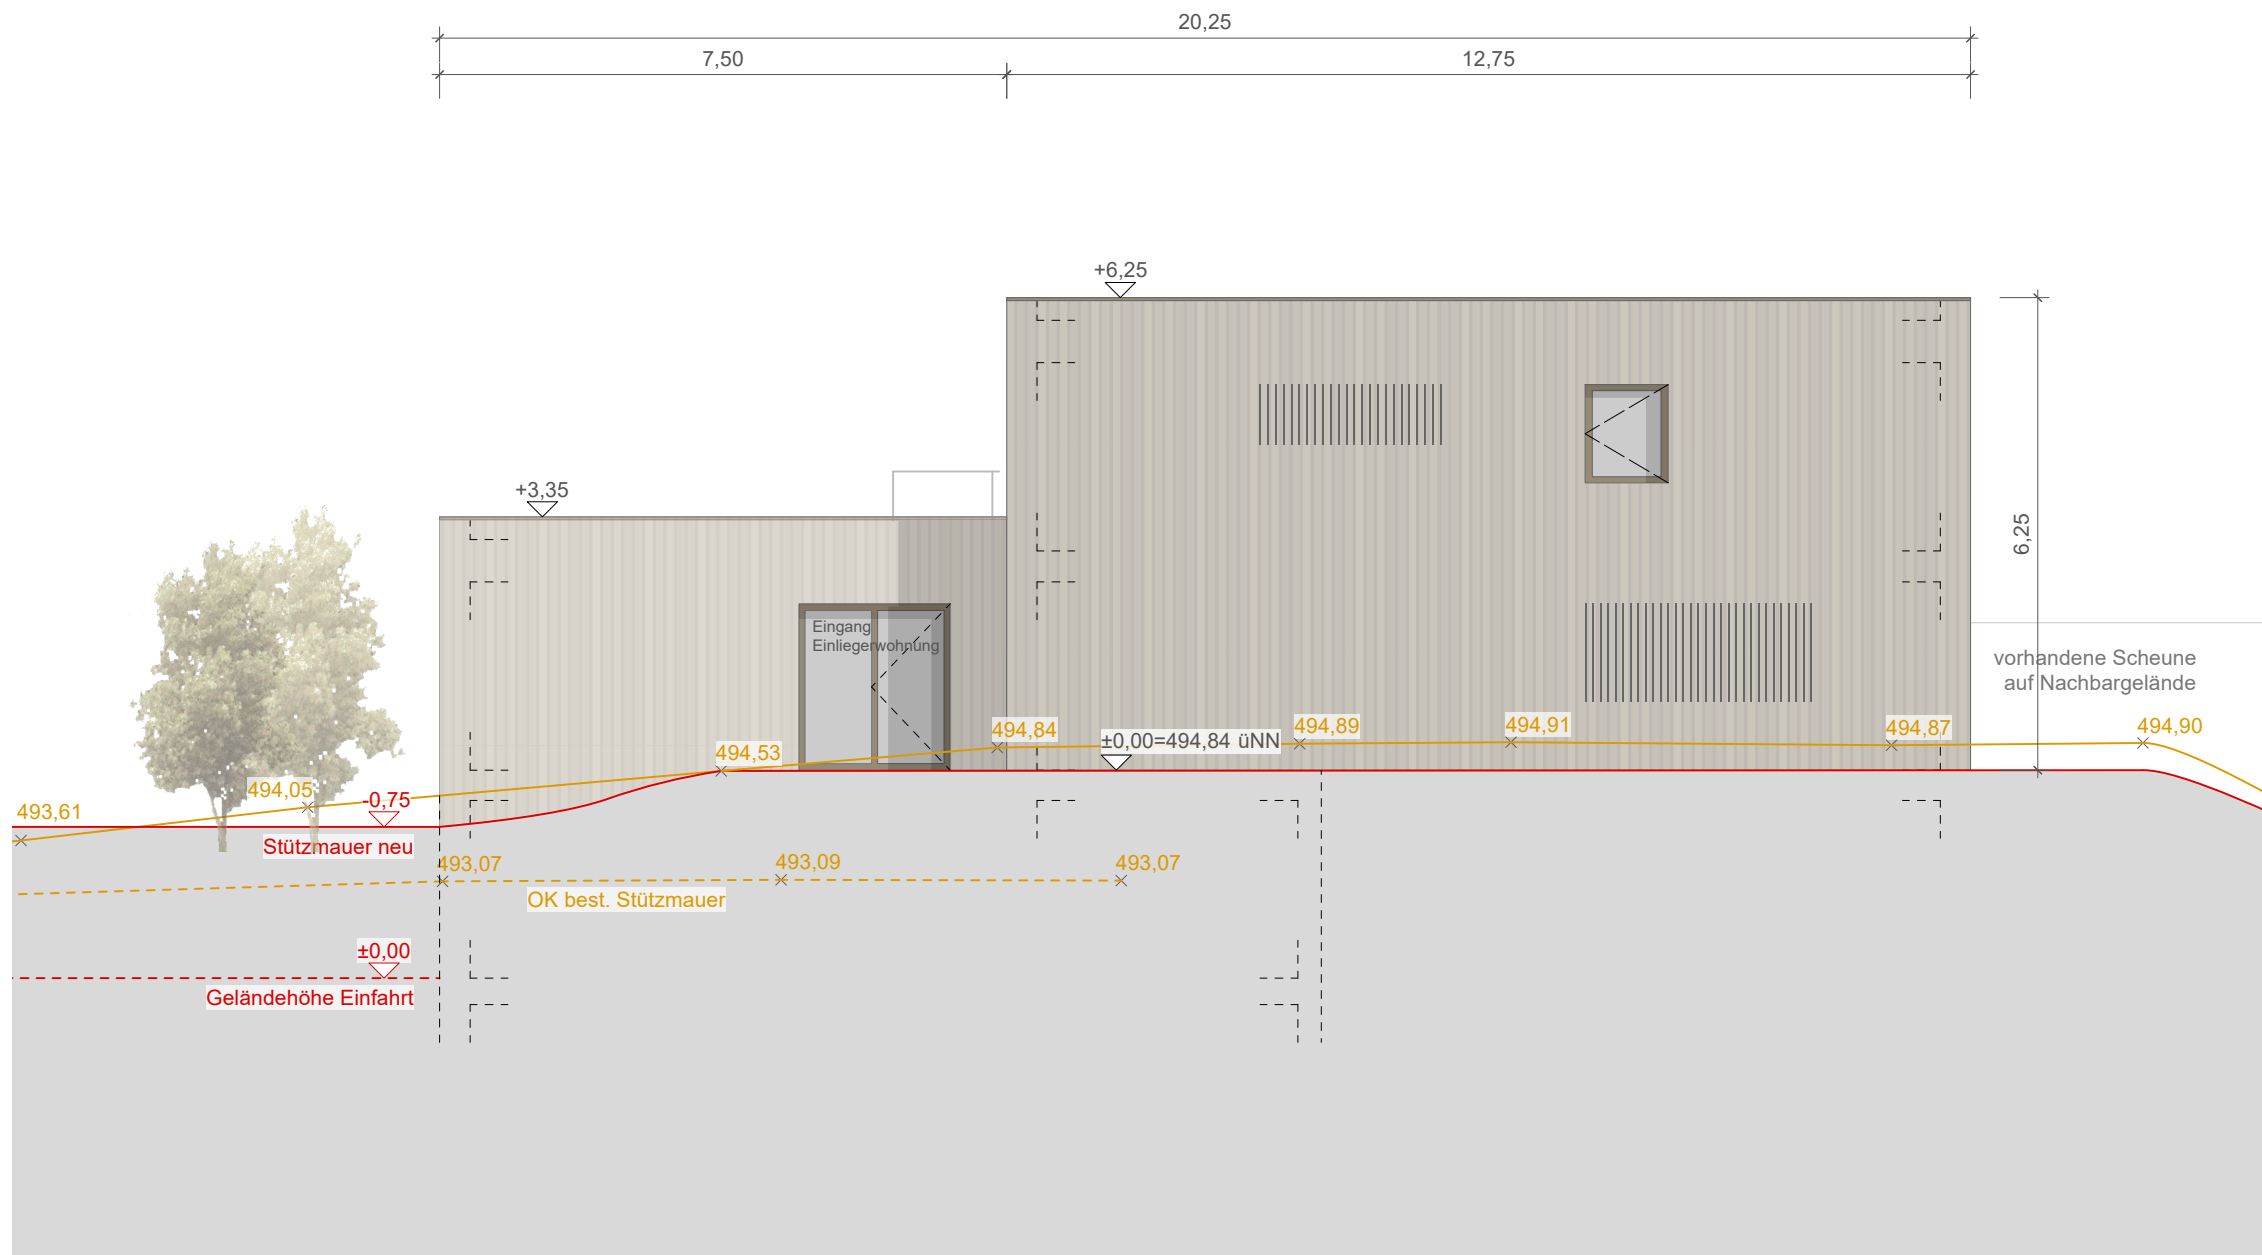 20,25
7,50
12,75
+6,25
+3,35
6,25
Eingang
Einliegerwohnung
vorhandene Scheune
auf Nachbargelände
494,84
±0,00=494,84 üNN
494,89
494,91
494,87
494,90
494,53
494,05
-0,75
493,61
Stützmauer neu
493,07
493,09
493,07
OK best. Stützmauer
±0,00
Geländehöhe Einfahrt